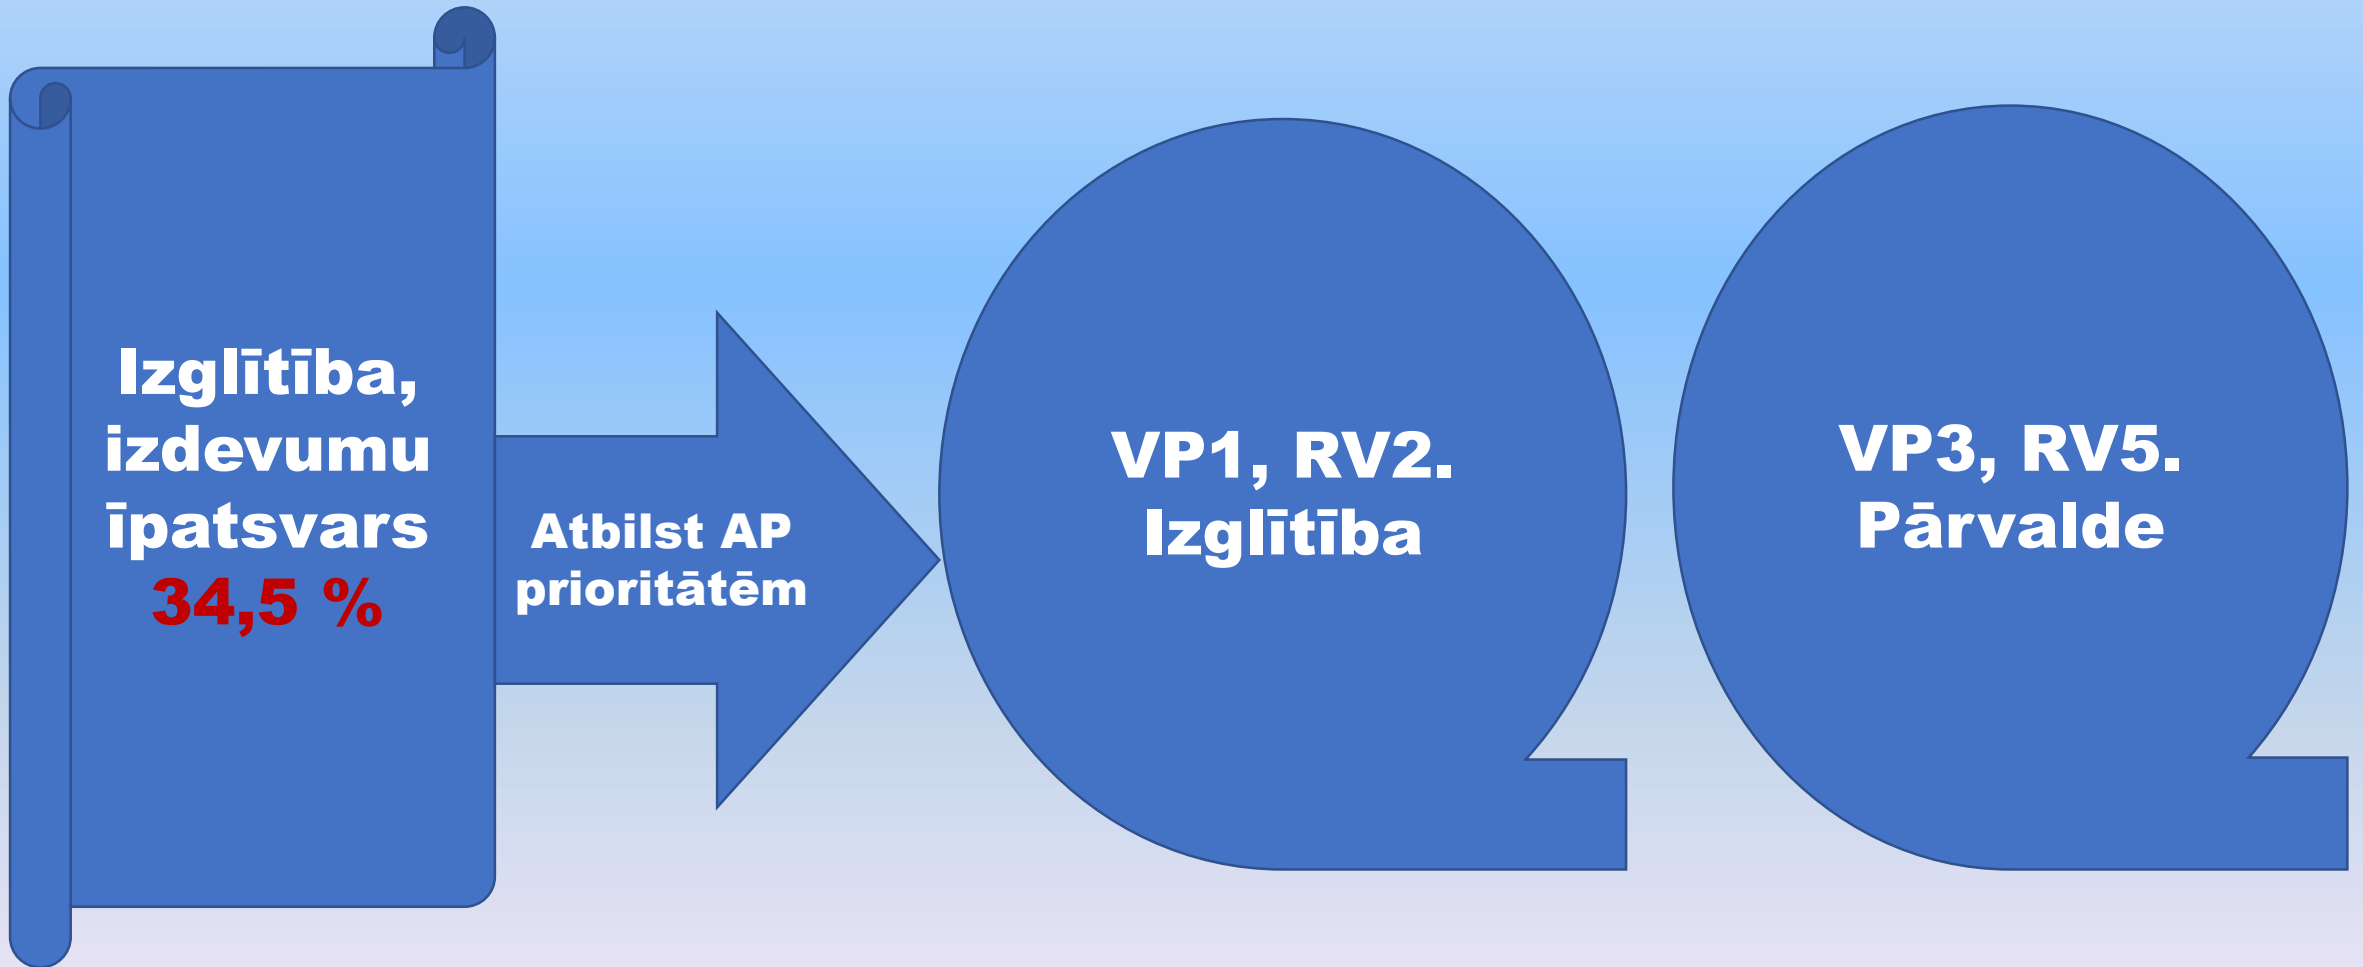 Izglītība,
izdevumu
īpatsvars
34,5 %
Atbilst AP
prioritātēm
VP1, RV2.
Izglītība
VP3, RV5.
Pārvalde